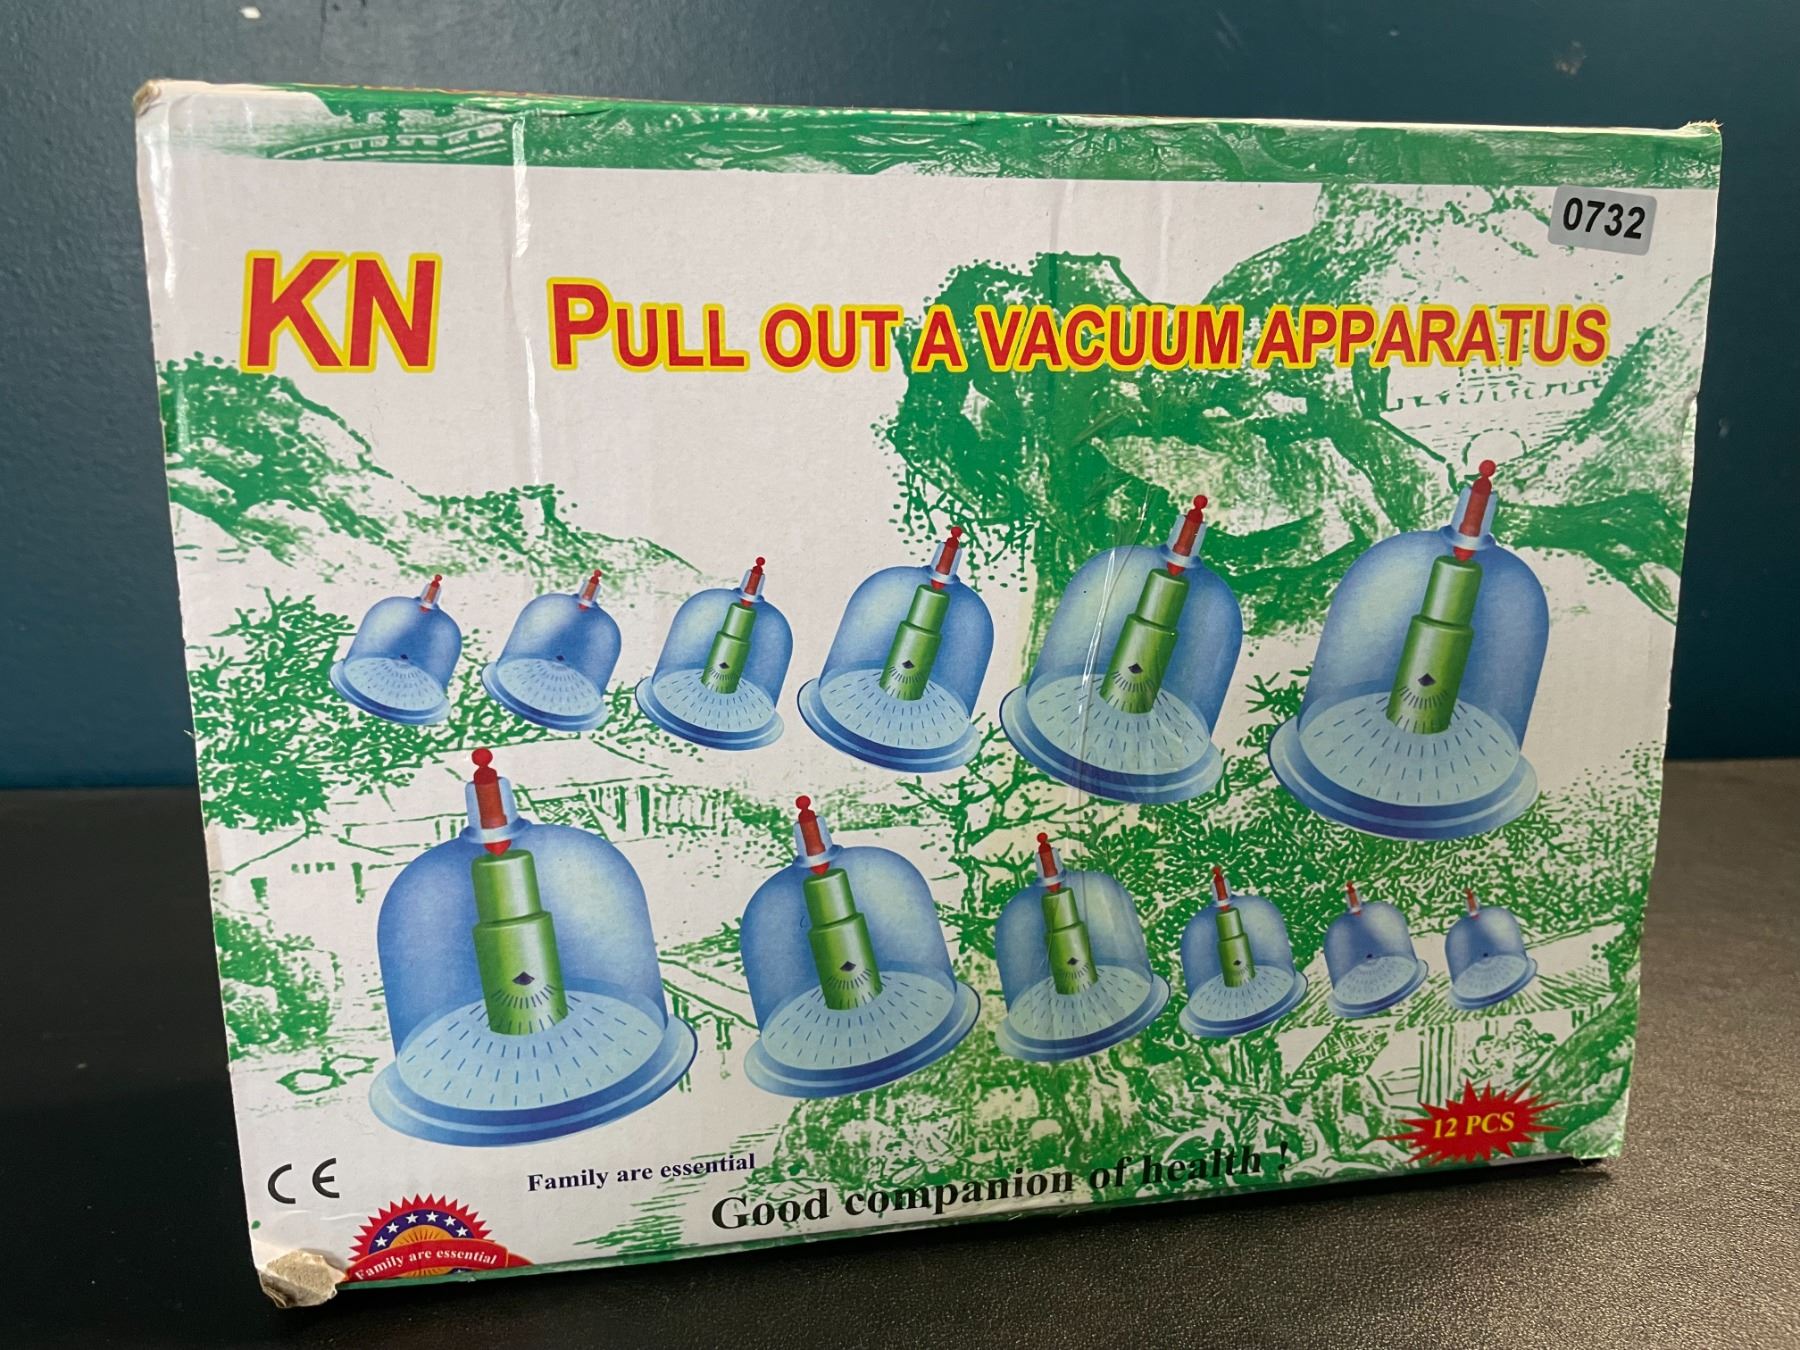 0732
KN PULL OUT A VACUUM APPARATUS
12 PCS
CE
Family are essential
Good companion of health !
Family are essential